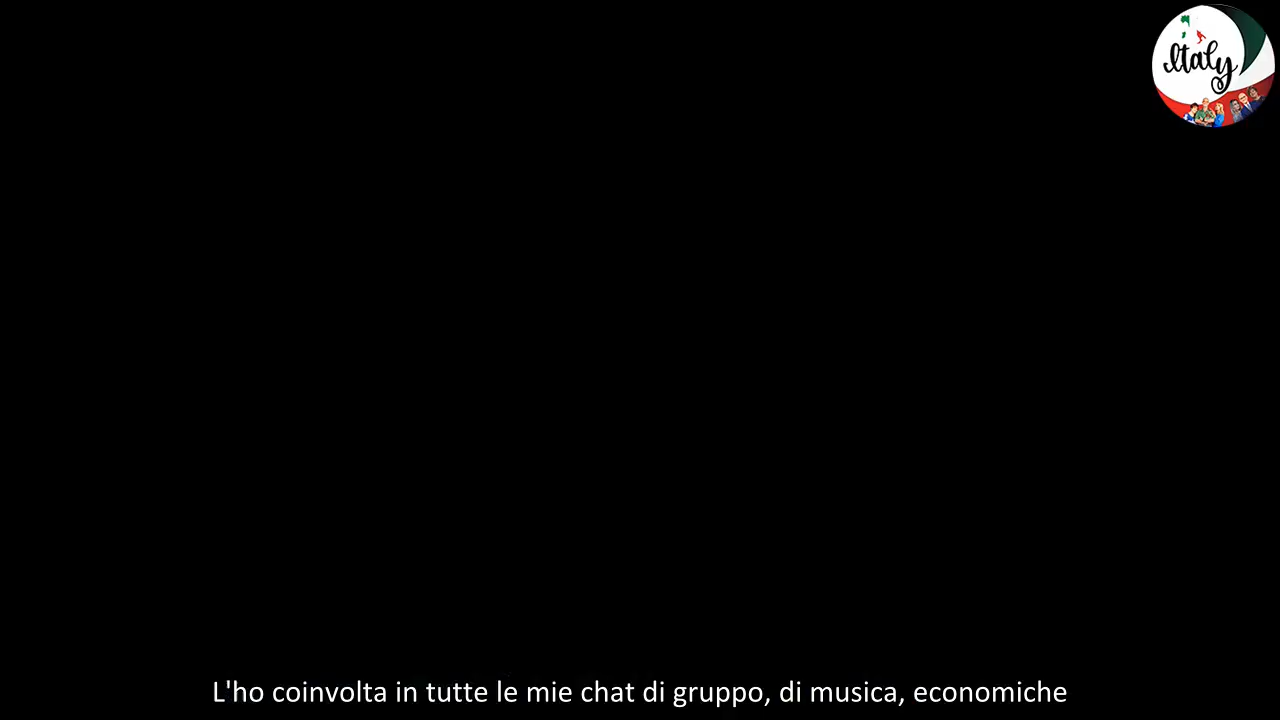 Italy
L'ho coinvolta in tutte le mie chat di gruppo, di musica, economiche